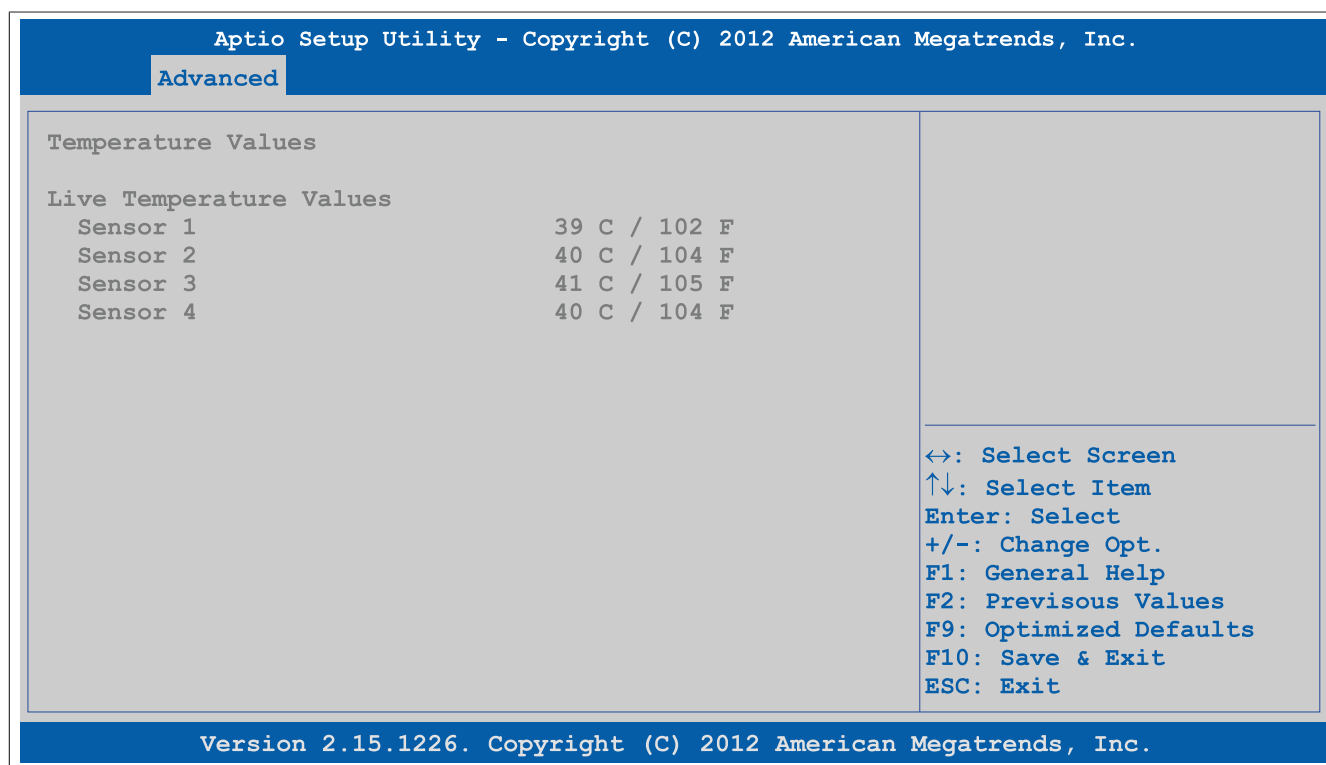 Aptio Setup Utility - Copyright (C) 2012 American Megatrends, Inc.
Advanced
Temperature Values
Live Temperature Values
Sensor 1 39 C / 102 F
Sensor 2 40 C / 104 F
Sensor 3 41 C / 105 F
Sensor 4 40 C / 104 F
↔: Select Screen
↑↓: Select Item
Enter: Select
+/-: Change Opt.
F1: General Help
F2: Previsous Values
F9: Optimized Defaults
F10: Save & Exit
ESC: Exit
Version 2.15.1226. Copyright (C) 2012 American Megatrends, Inc.